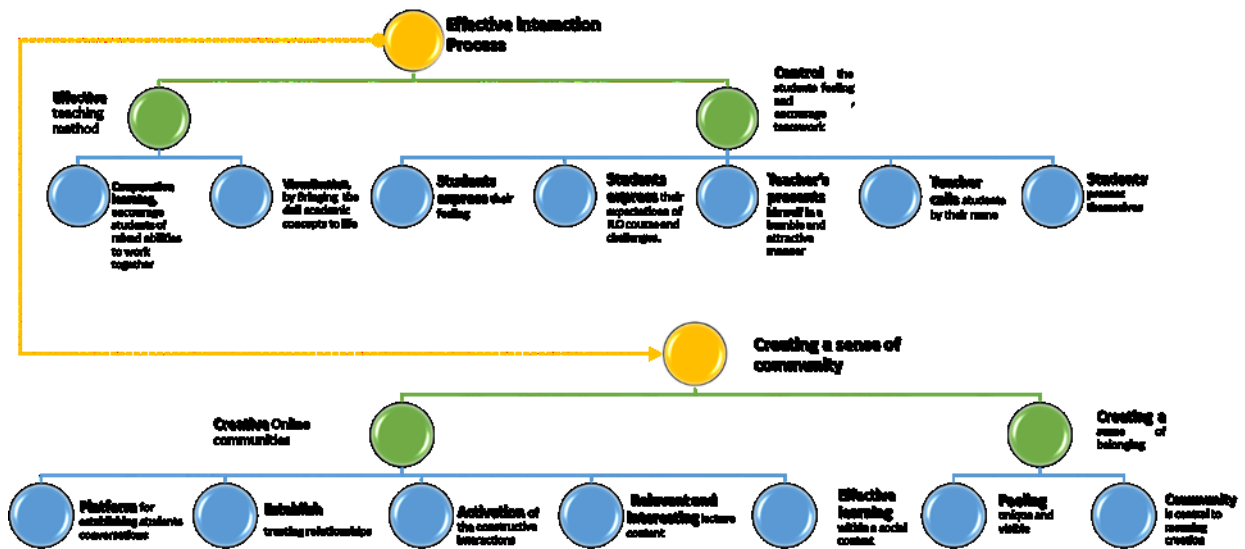 Effective Interaction
Process
Effective
teaching
method
Control the
students feeling
and ,
encourage
teamwork
Cooperative
learning,
encourage
students of
mixed abilities
to work
together
Visualization,
by Bringing the
dull academic
concepts to life
Students
express their
feeling
Students
express their
expectations of
FLO course and
challenges.
Teacher's
presents
himself in a
humble and
attractive
manner
Teacher
calls students
by their name
Students
present
themselves
Creating a sense of
community
Creative Online
communities
Creating a
sense of
belonging
Platform for
establishing students
conversations
Establish
trusting relationships
Activation of
the constructive
interactions
Relevant and
interesting lecture
content
Effective
learning
within a social
context
Feeling
unique and
visible
Community
is central to
meaning
creation